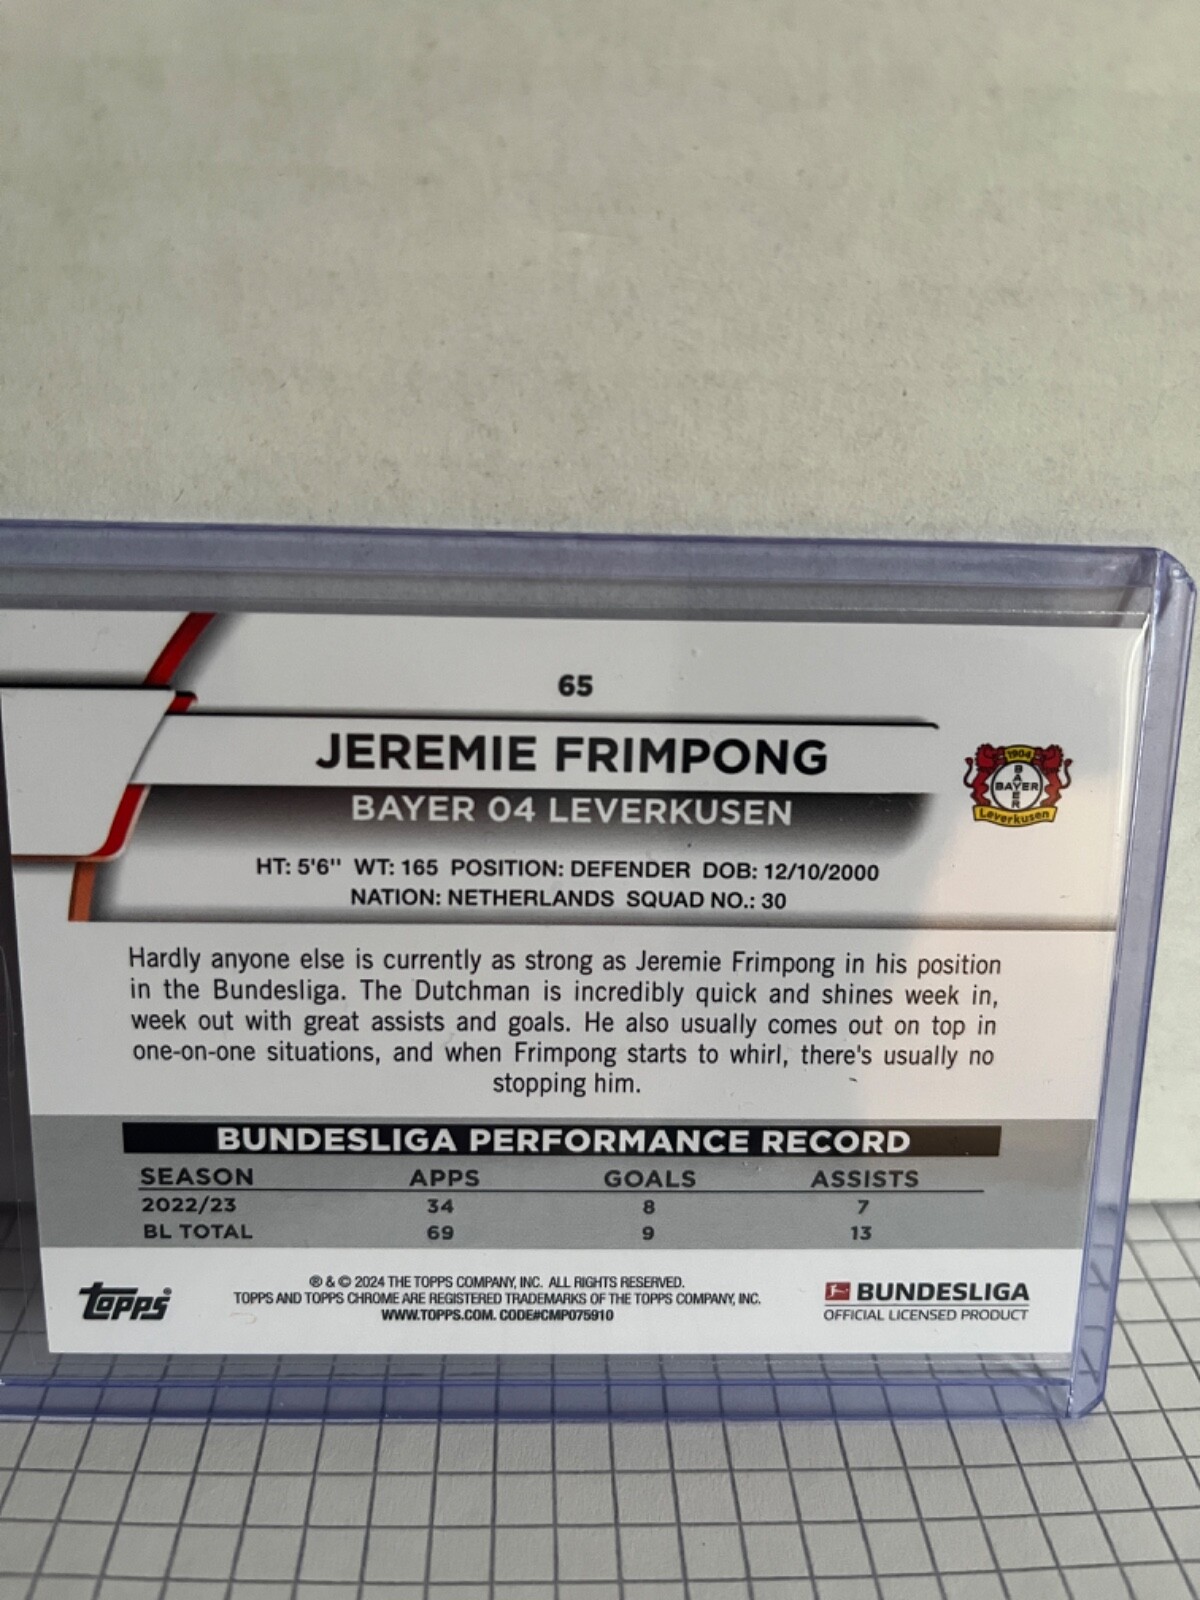 65
JEREMIE FRIMPONG
BAYER 04 LEVERKUSEN
1904
BAYER
BAYER
Leverkusen
HT: 5'6" WT: 165 POSITION: DEFENDER DOB: 12/10/2000
NATION: NETHERLANDS SQUAD NO.: 30
Hardly anyone else is currently as strong as Jeremie Frimpong in his position
in the Bundesliga. The Dutchman is incredibly quick and shines week in,
week out with great assists and goals. He also usually comes out on top in
one-on-one situations, and when Frimpong starts to whirl, there's usually no
stopping him.
BUNDESLIGA PERFORMANCE RECORD
SEASON APPS GOALS ASSISTS
2022/23 34 8 7
BL TOTAL 69 9 13
topps®
® & © 2024 THE TOPPS COMPANY, INC. ALL RIGHTS RESERVED.
TOPPS AND TOPPS CHROME ARE REGISTERED TRADEMARKS OF THE TOPPS COMPANY, INC.
WWW.TOPPS.COM. CODE#CMP075910
BUNDESLIGA
OFFICIAL LICENSED PRODUCT